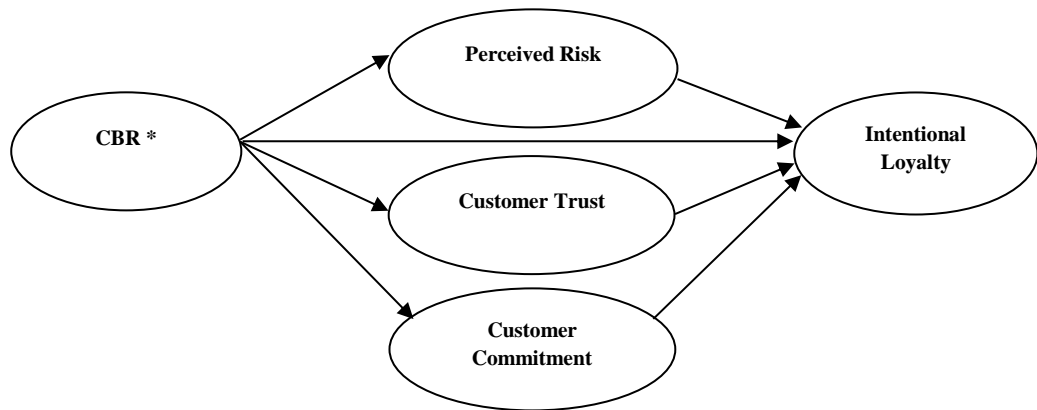 Perceived Risk
CBR *
Intentional
Loyalty
Customer Trust
Customer
Commitment